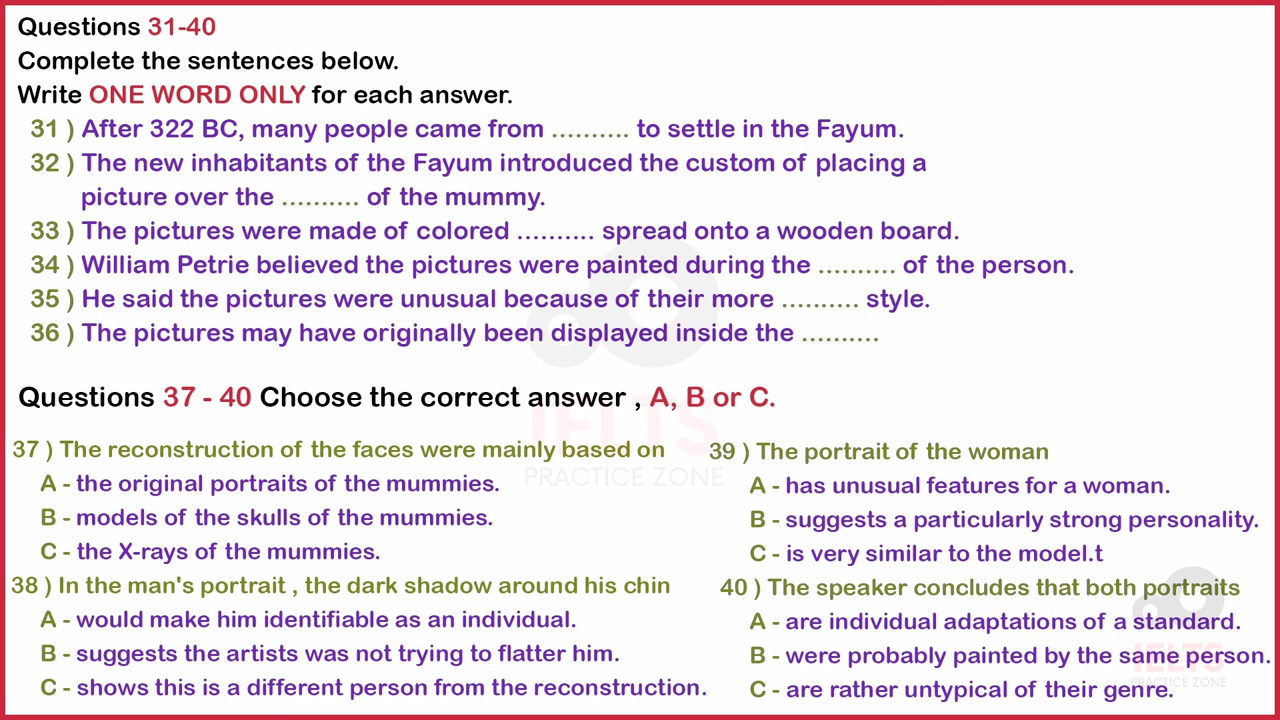 Questions 31-40
Complete the sentences below.
Write ONE WORD ONLY for each answer.
31 ) After 322 BC, many people came from .......... to settle in the Fayum.
32 ) The new inhabitants of the Fayum introduced the custom of placing a
picture over the .......... of the mummy.
33 ) The pictures were made of colored .......... spread onto a wooden board.
34 ) William Petrie believed the pictures were painted during the .......... of the person.
35 ) He said the pictures were unusual because of their more .......... style.
36 ) The pictures may have originally been displayed inside the ..........
Questions 37 - 40 Choose the correct answer , A, B or C.
37 ) The reconstruction of the faces were mainly based on
A - the original portraits of the mummies.
B - models of the skulls of the mummies.
C - the X-rays of the mummies.
38 ) In the man's portrait , the dark shadow around his chin
A - would make him identifiable as an individual.
B - suggests the artists was not trying to flatter him.
C - shows this is a different person from the reconstruction.
39 ) The portrait of the woman
A - has unusual features for a woman.
B - suggests a particularly strong personality.
C - is very similar to the model.t
40 ) The speaker concludes that both portraits
A - are individual adaptations of a standard.
B - were probably painted by the same person.
C - are rather untypical of their genre.
IELTS
PRACTICE ZONE
IELTS
PRACTICE ZONE